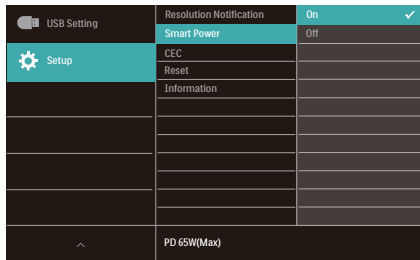 USB Setting
Setup
Resolution Notification
Smart Power
CEC
Reset
Information
On
Off
PD 65W(Max)